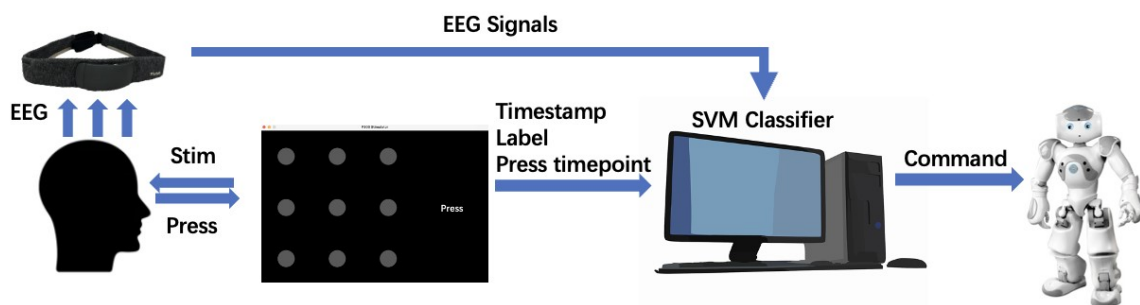 EEG Signals
EEG
Stim
Press
Press
Timestamp
Label
Press timepoint
SVM Classifier
Command